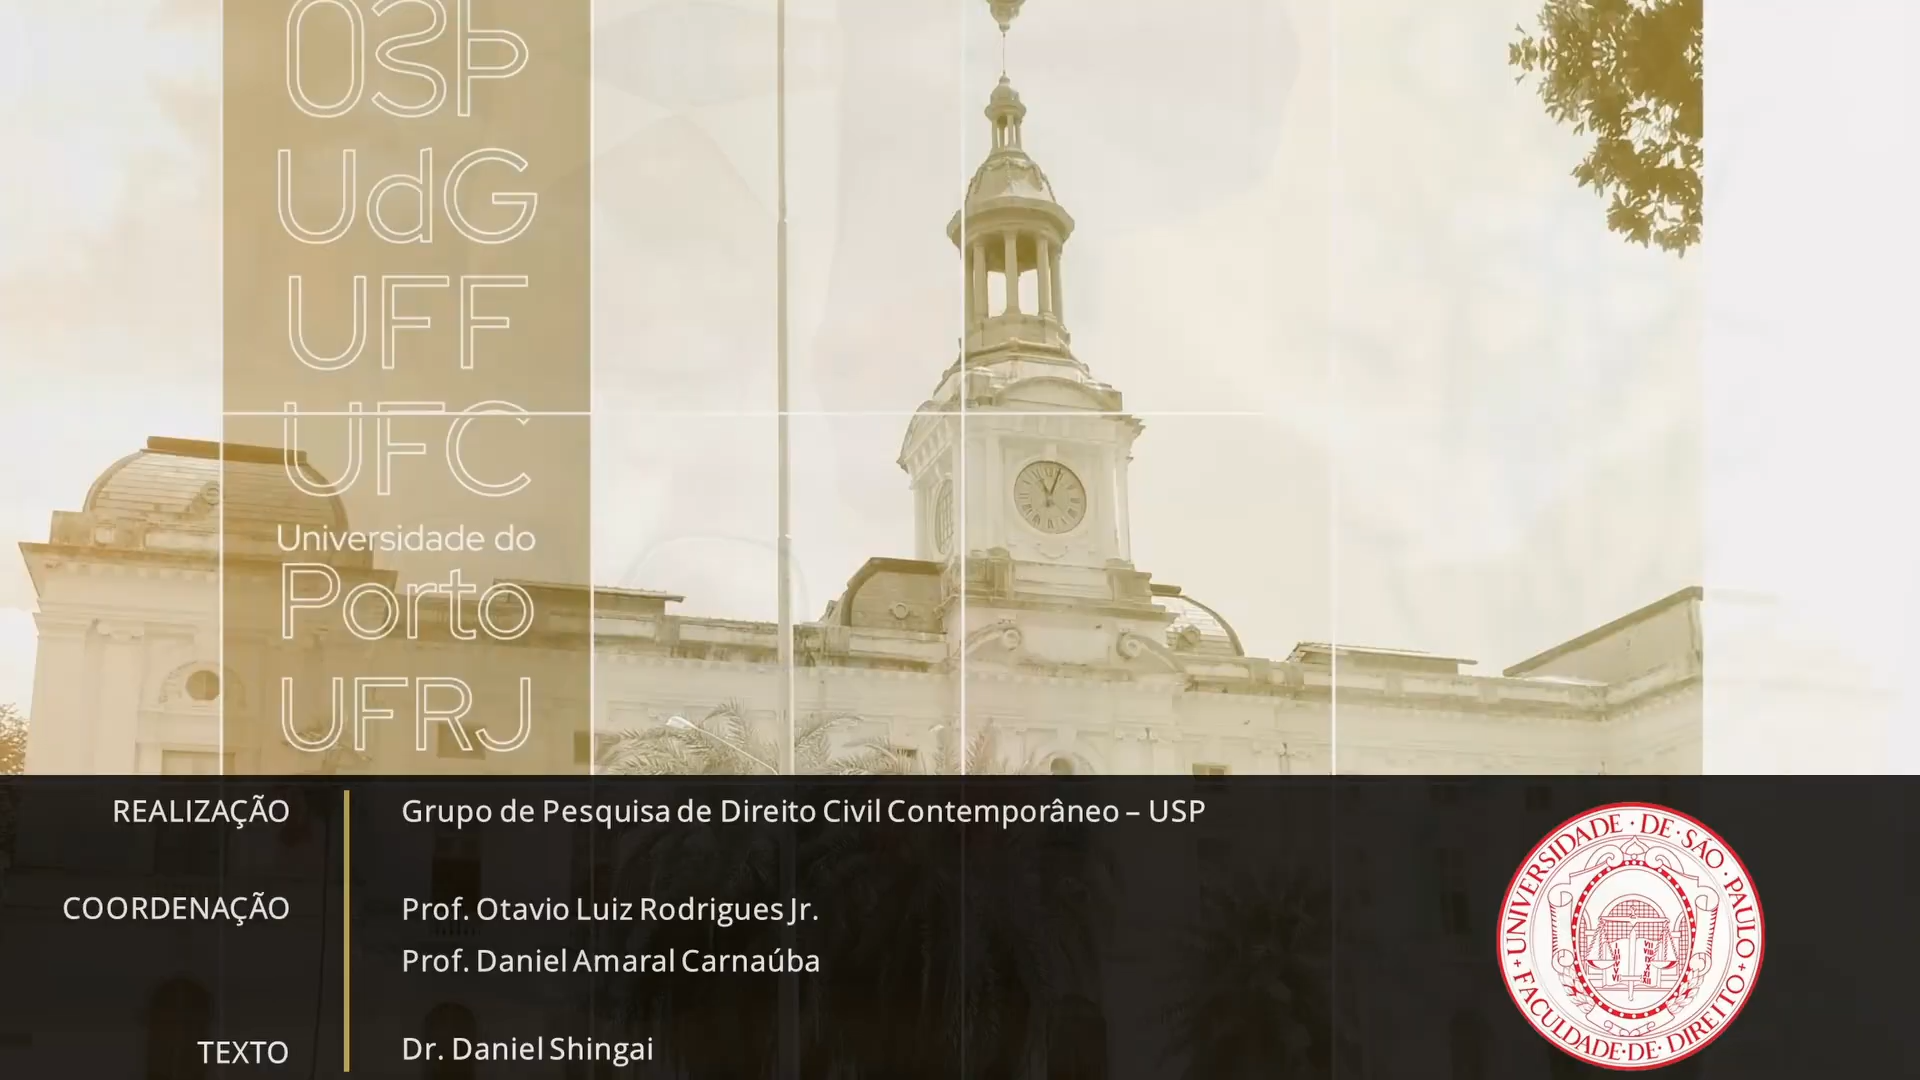 USP
UdG
UFF
UFC
Universidade do
Porto
UFRJ
REALIZAÇÃO
Grupo de Pesquisa de Direito Civil Contemporâneo – USP
COORDENAÇÃO
Prof. Otavio Luiz Rodrigues Jr.
Prof. Daniel Amaral Carnaúba
TEXTO
Dr. Daniel Shingai
UNIVERSIDADE · DE · SÃO · PAULO
FACULDADE · DE · DIREITO